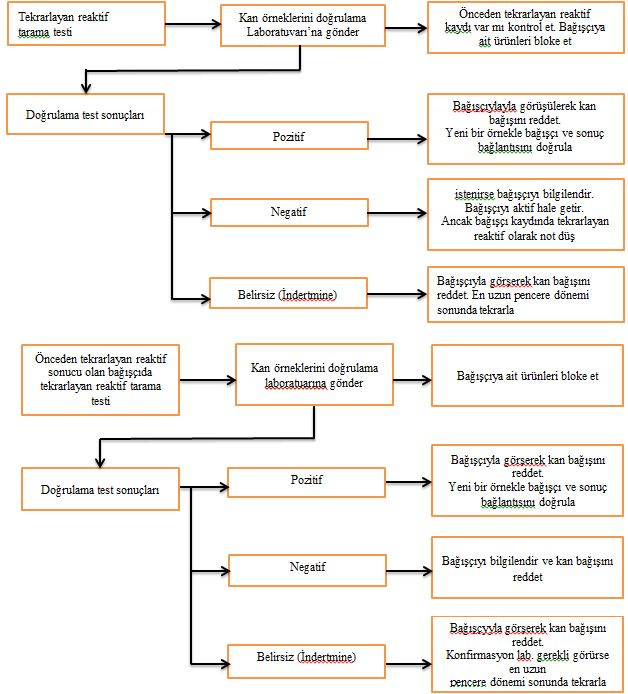 Tekrarlayan reaktif
tarama testi
Kan örneklerini doğrulama
Laboratuvarı’na gönder
Önceden tekrarlayan reaktif
kaydı var mı kontrol et. Bağışçıya
ait ürünleri bloke et
Doğrulama test sonuçları
Pozitif
Bağışçıylayla görüşülerek kan
bağışını reddet.
Yeni bir örnekle bağışçı ve sonuç
bağlantısını doğrula
Negatif
istenirse bağışçıyı bilgilendir.
Bağışçıyı aktif hale getir.
Ancak bağışçı kaydında tekrarlayan
reaktif olarak not düş
Belirsiz (İndertmine)
Bağışçıyla görşerek kan bağışını
reddet. En uzun pencere dönemi
sonunda tekrarla
Önceden tekrarlayan reaktif
sonucu olan bağışçıda
tekrarlayan reaktif tarama
testi
Kan örneklerini doğrulama
laboratuarına gönder
Bağışçıya ait ürünleri bloke et
Doğrulama test sonuçları
Pozitif
Bağışçıyla görşerek kan bağışını
reddet.
Yeni bir örnekle bağışçı ve sonuç
bağlantısını doğrula
Negatif
Bağışçıyı bilgilendir ve kan bağışını
reddet
Belirsiz (İndertmine)
Bağışçyyla görşerek kan bağışını
reddet.
Konfirmasyon lab. gerekli görürse
en uzun
pencere dönemi sonunda tekrarla